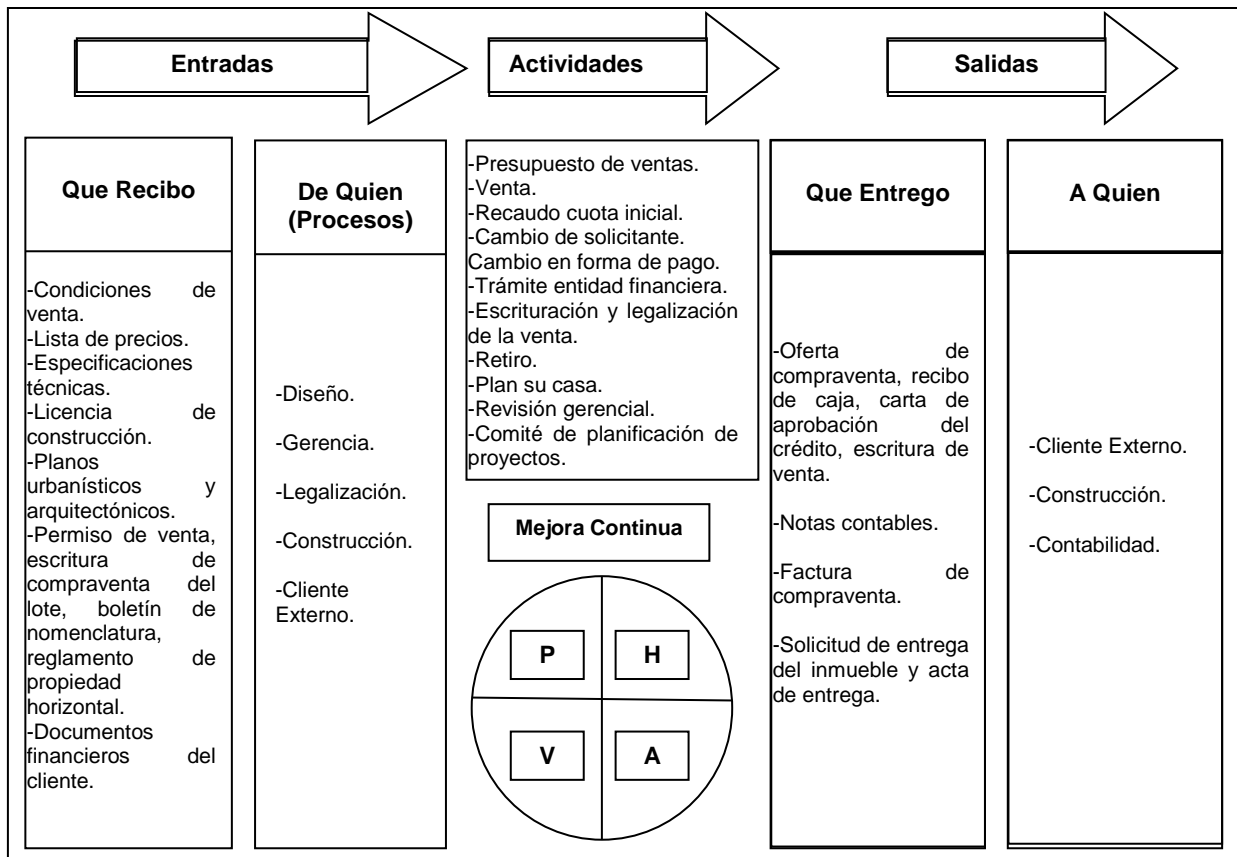 Entradas
Actividades
Salidas
Que Recibo
-Condiciones de
venta.
-Lista de precios.
-Especificaciones
técnicas.
-Licencia de
construcción.
-Planos
urbanísticos y
arquitectónicos.
-Permiso de venta,
escritura de
compraventa del
lote, boletín de
nomenclatura,
reglamento de
propiedad
horizontal.
-Documentos
financieros del
cliente.
De Quien
(Procesos)
-Diseño.
-Gerencia.
-Legalización.
-Construcción.
-Cliente
Externo.
-Presupuesto de ventas.
-Venta.
-Recaudo cuota inicial.
-Cambio de solicitante.
Cambio en forma de pago.
-Trámite entidad financiera.
-Escrituración y legalización
de la venta.
-Retiro.
-Plan su casa.
-Revisión gerencial.
-Comité de planificación de
proyectos.
Mejora Continua
P H
V A
Que Entrego
-Oferta de
compraventa, recibo
de caja, carta de
aprobación del
crédito, escritura de
venta.
-Notas contables.
-Factura de
compraventa.
-Solicitud de entrega
del inmueble y acta
de entrega.
A Quien
-Cliente Externo.
-Construcción.
-Contabilidad.